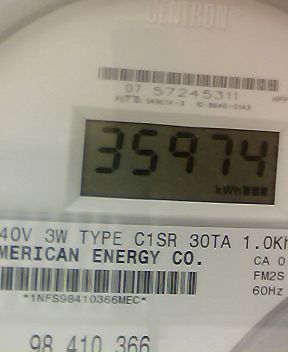 CENTRON®
07 57245311
35974
kWh
40V 3W TYPE C1SR 30TA 1.0Kh
MERICAN ENERGY CO.
CA 0
FM2S
60Hz
*1NFS98410366MEC*
98 410 366